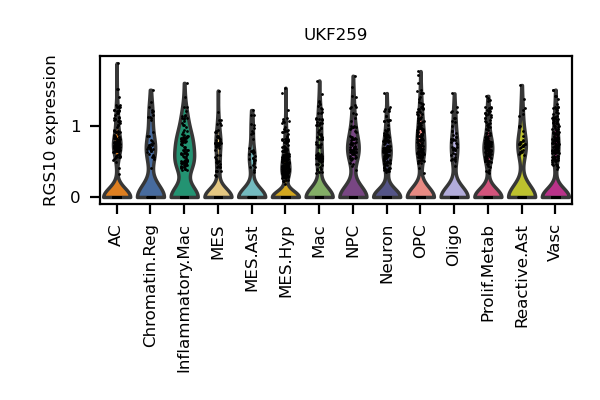 UKF259
RGS10 expression
1
0
AC
Chromatin.Reg
Inflammatory.Mac
MES
MES.Ast
MES.Hyp
Mac
NPC
Neuron
OPC
Oligo
Prolif.Metab
Reactive.Ast
Vasc